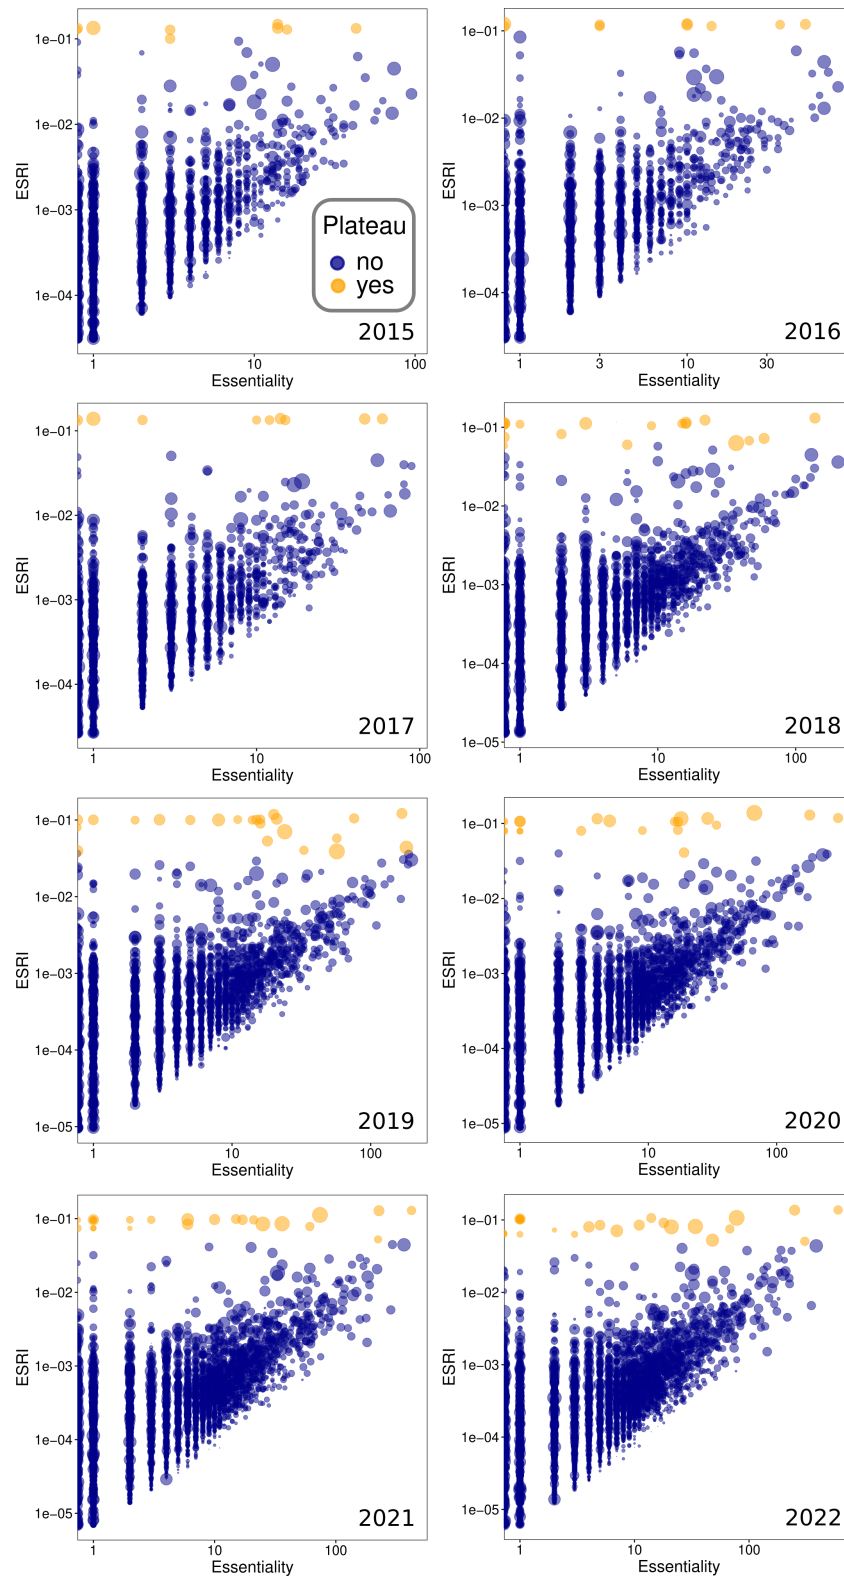 1e-01
1e-02
1e-03
1e-04
ESRI
Plateau
no
yes
2015
1
10
100
Essentiality
1e-01
1e-02
1e-03
1e-04
ESRI
2016
1
3
10
30
Essentiality
1e-01
1e-02
1e-03
1e-04
ESRI
2017
1
10
100
Essentiality
1e-01
1e-02
1e-03
1e-04
1e-05
ESRI
2018
1
10
100
Essentiality
1e-01
1e-02
1e-03
1e-04
1e-05
ESRI
2019
1
10
100
Essentiality
1e-01
1e-02
1e-03
1e-04
1e-05
ESRI
2020
1
10
100
Essentiality
1e-01
1e-02
1e-03
1e-04
1e-05
ESRI
2021
1
10
100
Essentiality
1e-01
1e-02
1e-03
1e-04
1e-05
ESRI
2022
1
10
100
Essentiality